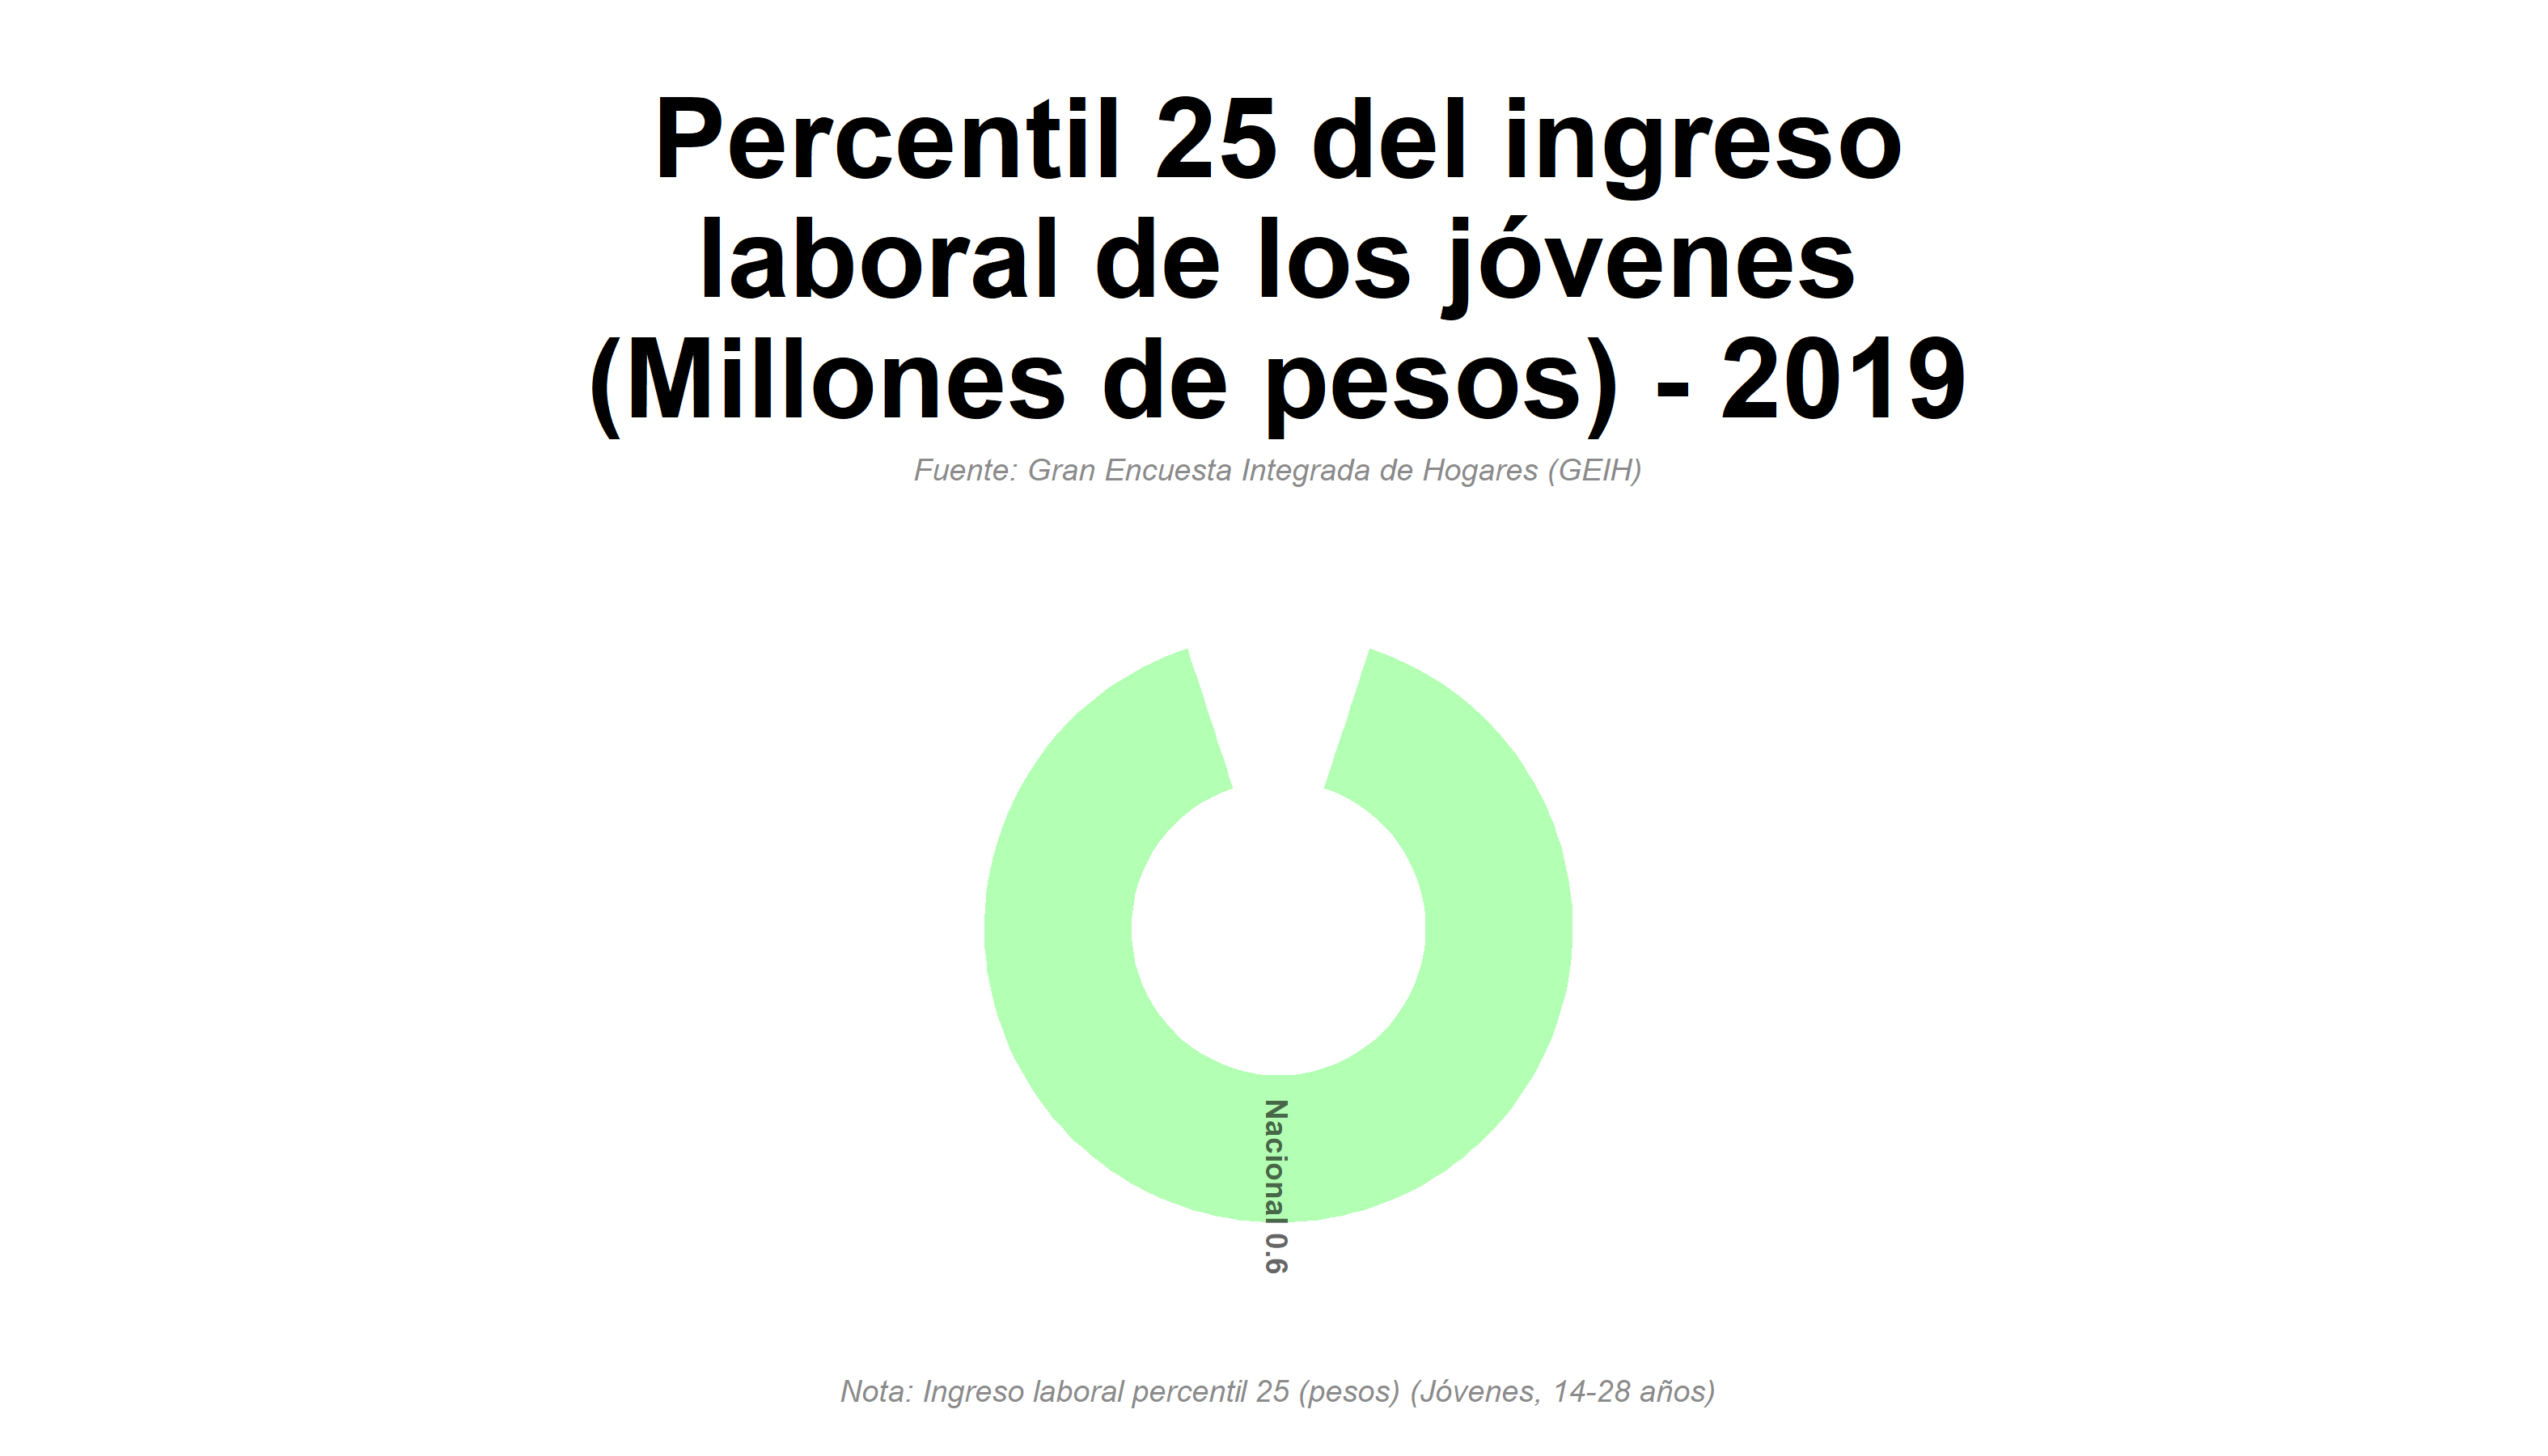 Percentil 25 del ingreso
laboral de los jóvenes
(Millones de pesos) - 2019
Fuente: Gran Encuesta Integrada de Hogares (GEIH)
Nacional 0.6
Nota: Ingreso laboral percentil 25 (pesos) (Jóvenes, 14-28 años)